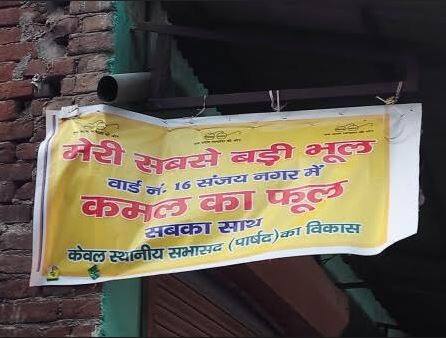 मेरी सबसे बड़ी भूल
वार्ड नं. 16 संजय नगर में
कमल का फूल
सबका साथ
केवल स्थानीय सभासद (पार्षद) का विकास